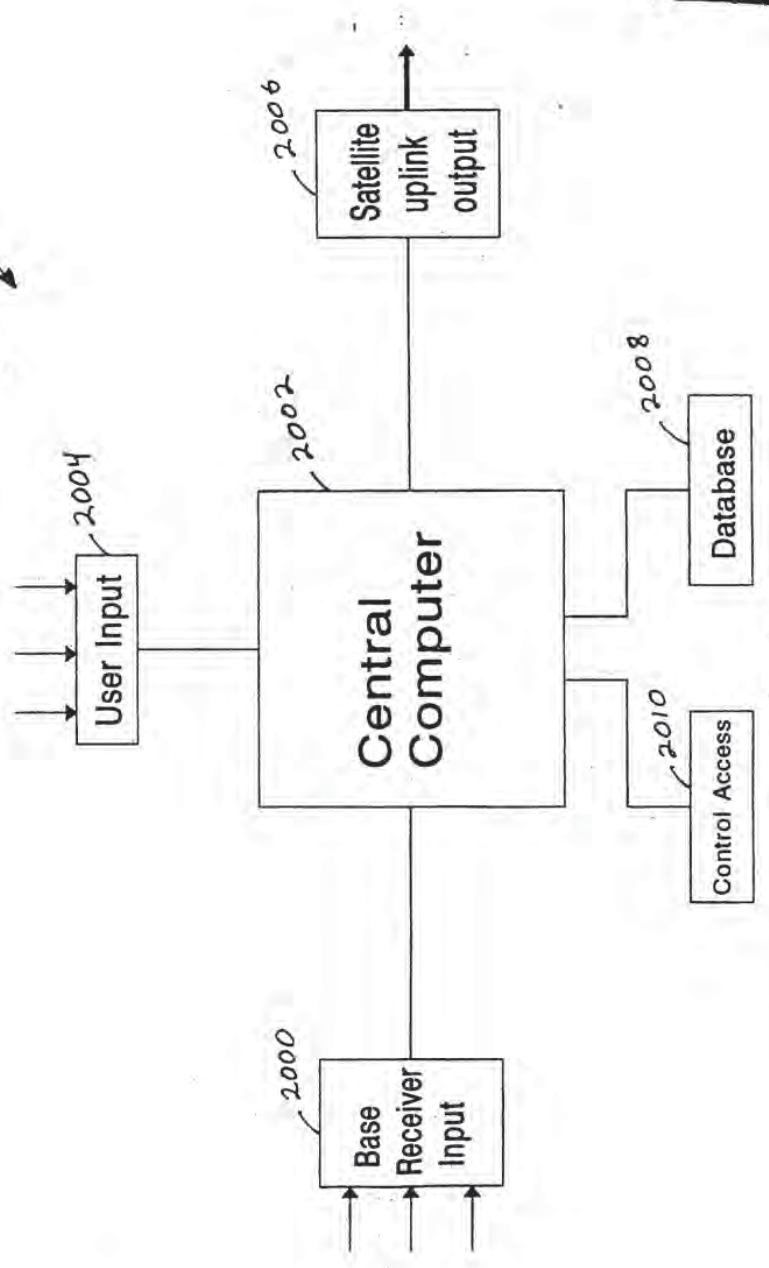 2004
User Input
2006
Satellite
uplink
output
2002
Central
Computer
2000
Base
Receiver
Input
2010
Control Access
2008
Database